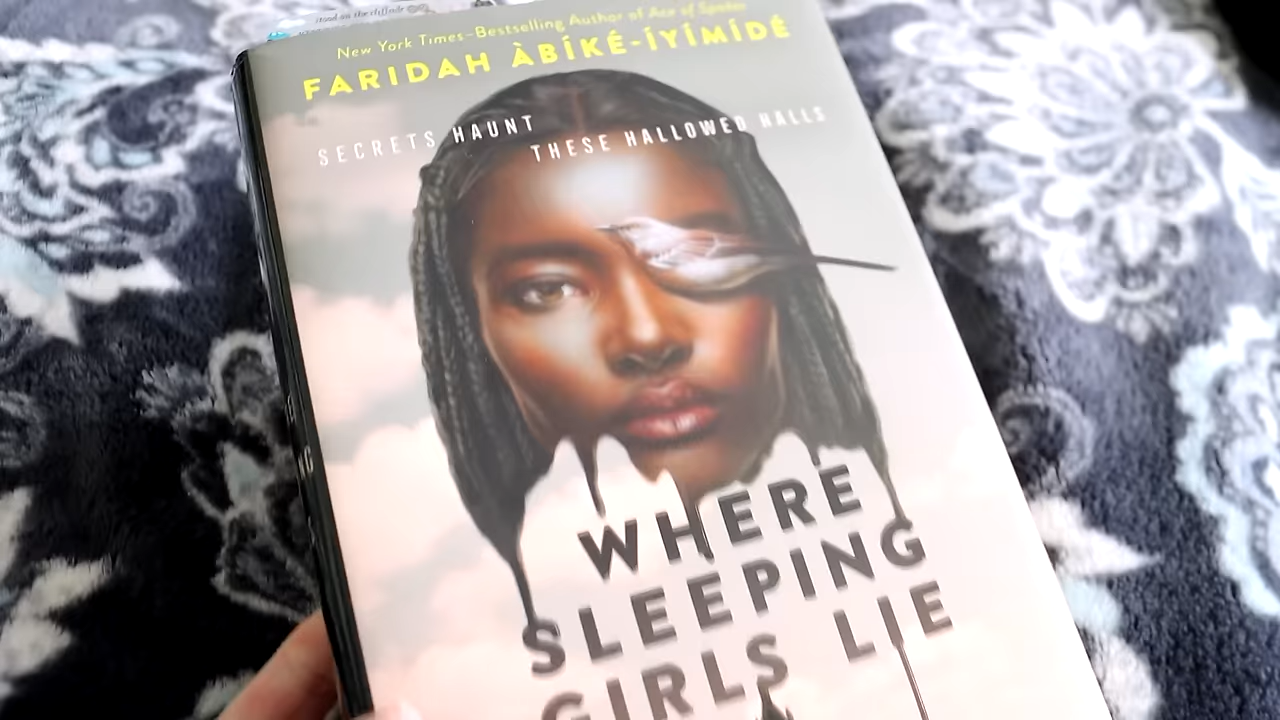 New York Times-Bestselling Author of Ace of Spades
FARIDAH ÀBÍKÉ-ÍYÍMÍDÉ
SECRETS HAUNT
THESE HALLOWED HALLS
WHERE
SLEEPING
GIRLS LIE